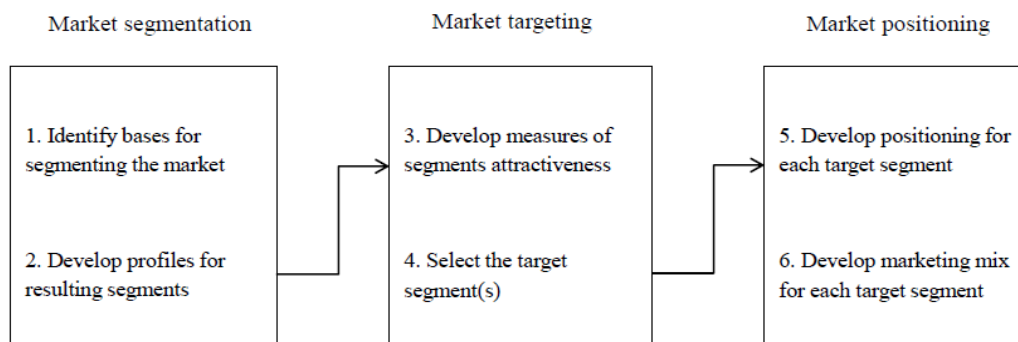 Market segmentation
Market targeting
Market positioning
1. Identify bases for
segmenting the market
2. Develop profiles for
resulting segments
3. Develop measures of
segments attractiveness
4. Select the target
segment(s)
5. Develop positioning for
each target segment
6. Develop marketing mix
for each target segment